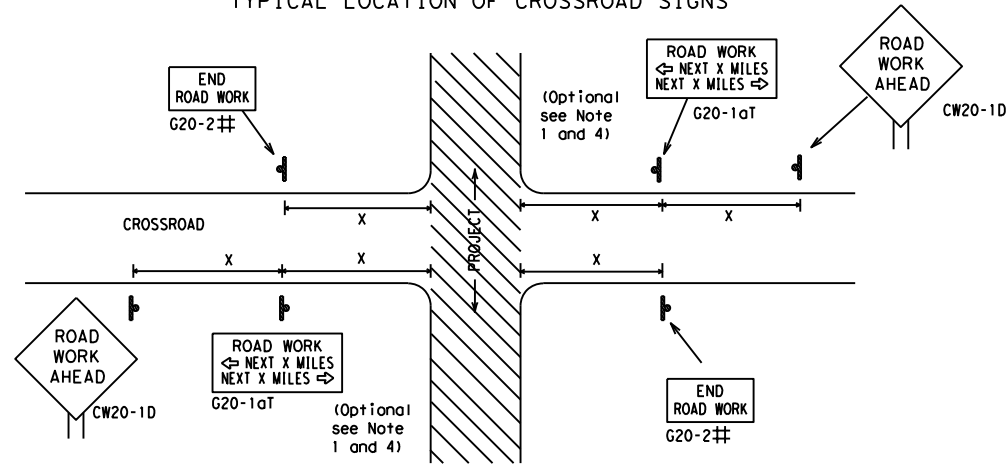 TYPICAL LOCATION OF CROSSROAD SIGNS
END
ROAD WORK
G20-2#
(Optional
see Note
1 and 4)
ROAD WORK
⇦ NEXT X MILES
NEXT X MILES ⇨
G20-1aT
ROAD
WORK
AHEAD
CW20-1D
X
X
X
CROSSROAD
PROJECT
X
X
X
ROAD
WORK
AHEAD
CW20-1D
ROAD WORK
⇦ NEXT X MILES
NEXT X MILES ⇨
G20-1aT
(Optional
see Note
1 and 4)
END
ROAD WORK
G20-2#